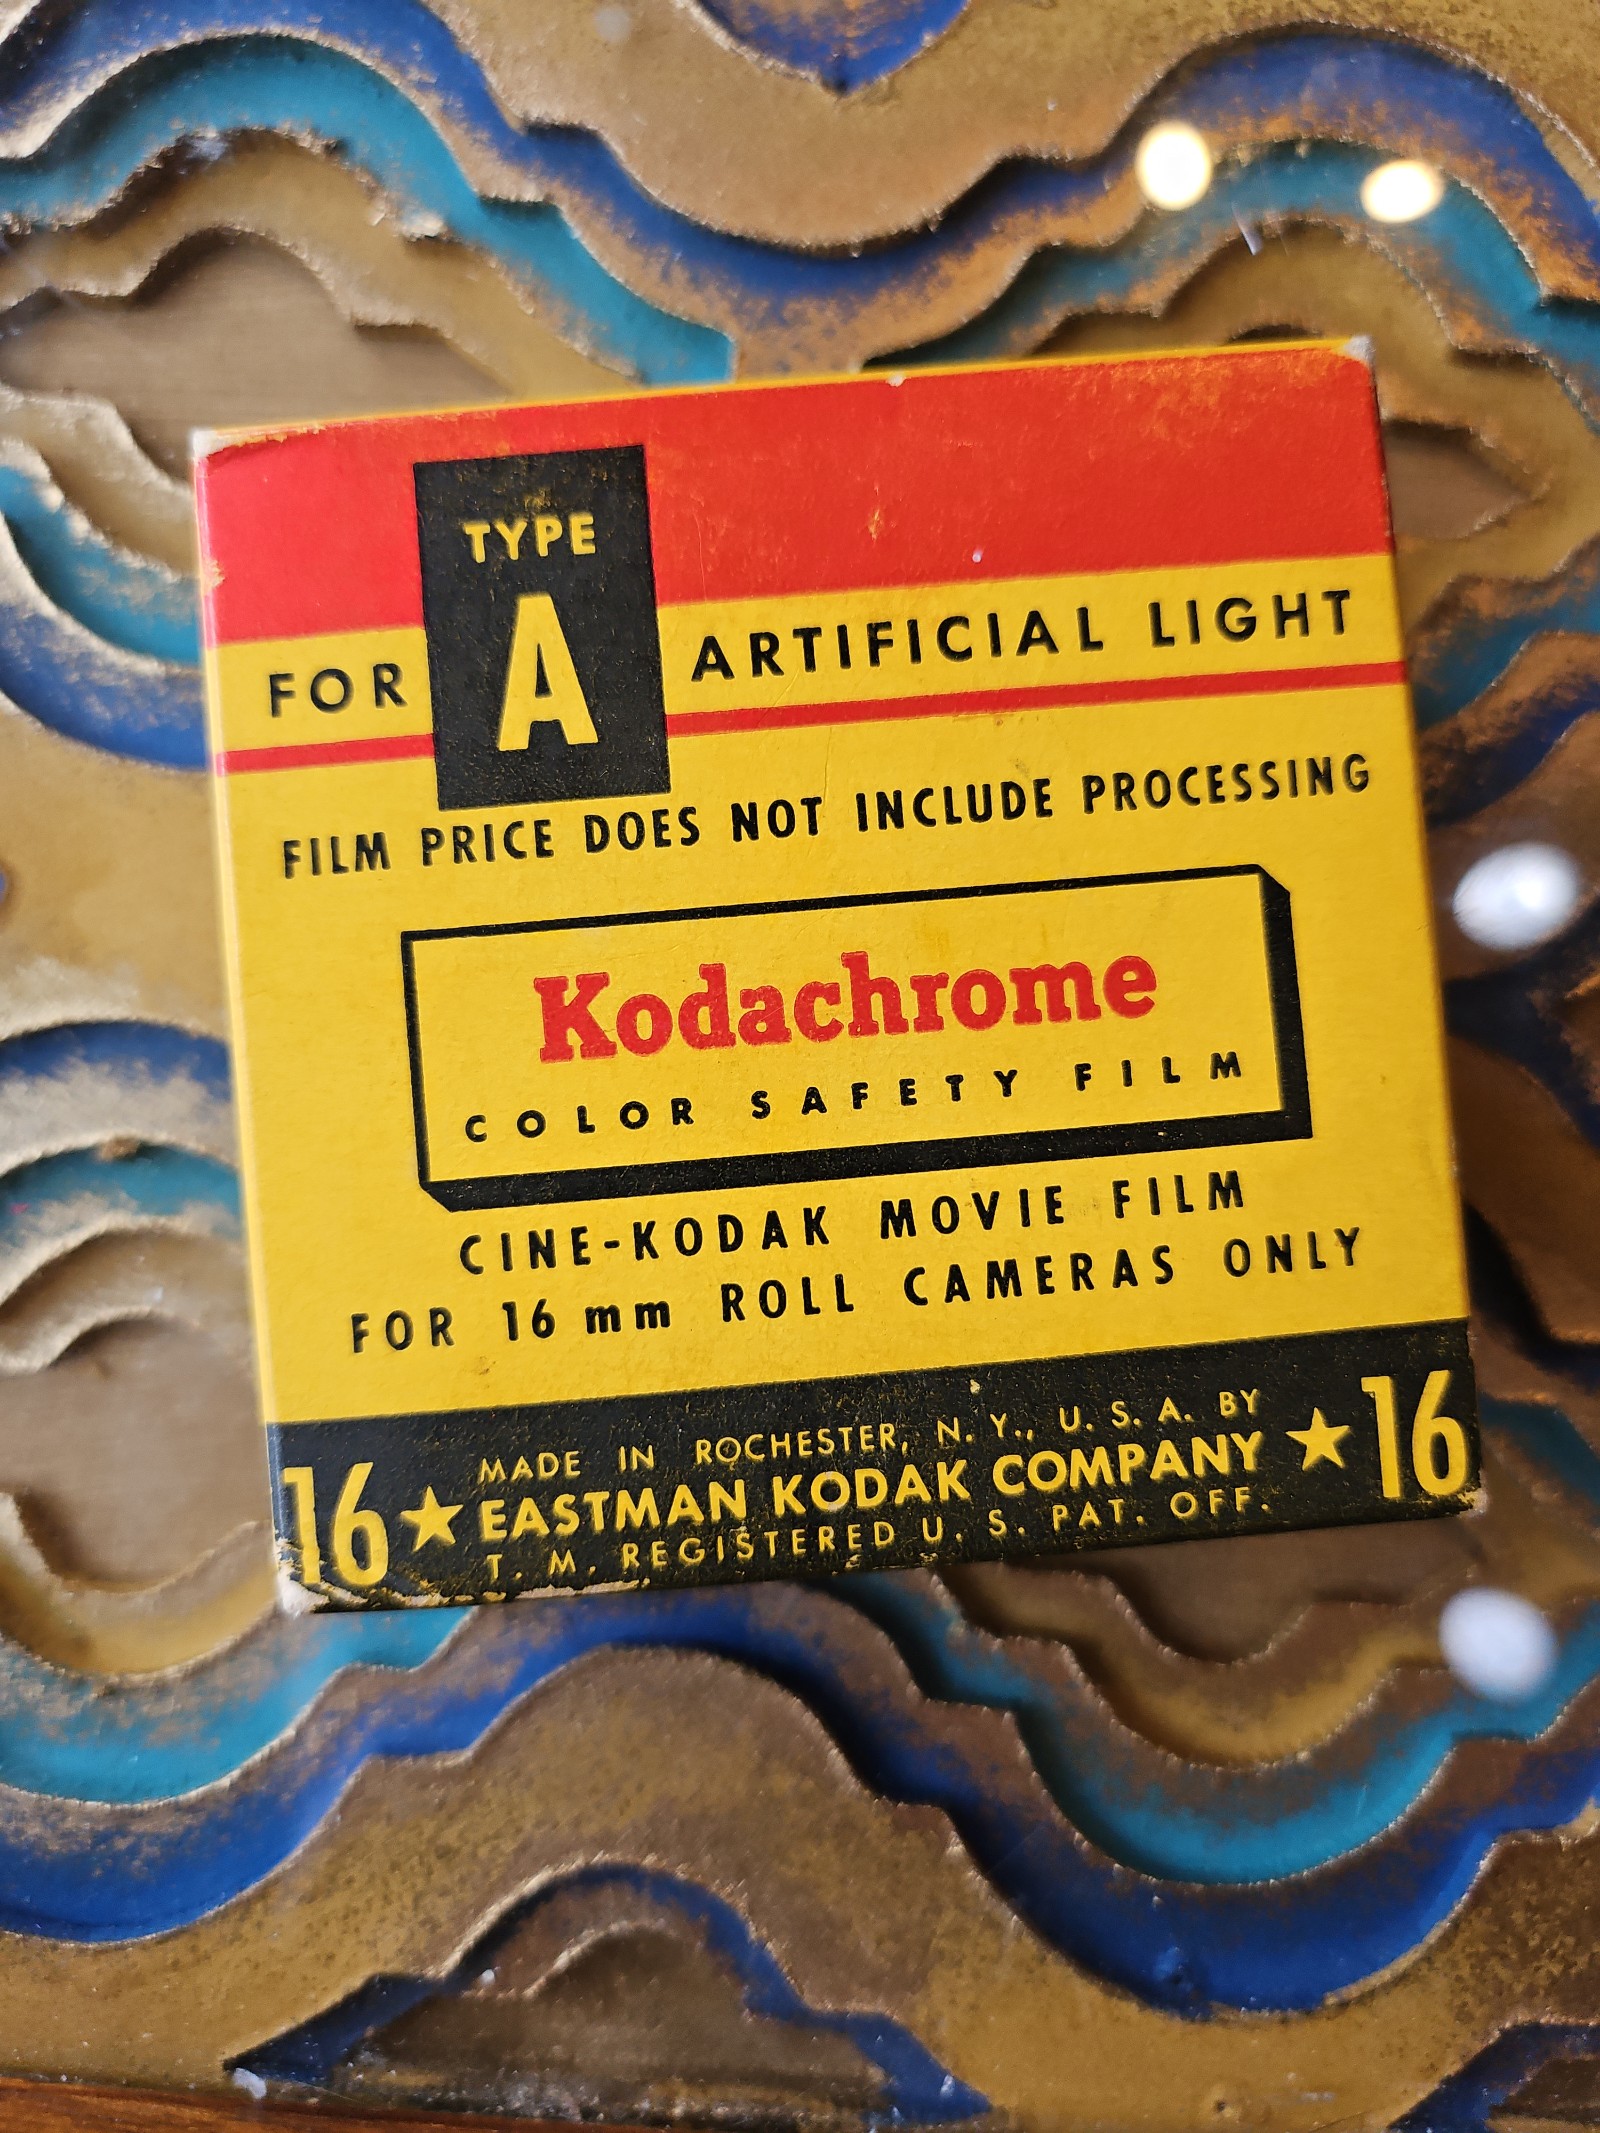 TYPE
A
FOR ARTIFICIAL LIGHT
FILM PRICE DOES NOT INCLUDE PROCESSING
Kodachrome
COLOR SAFETY FILM
CINE-KODAK MOVIE FILM
FOR 16 mm ROLL CAMERAS ONLY
MADE IN ROCHESTER, N. Y., U. S. A. BY
16 ★ EASTMAN KODAK COMPANY ★ 16
T. M. REGISTERED U. S. PAT. OFF.